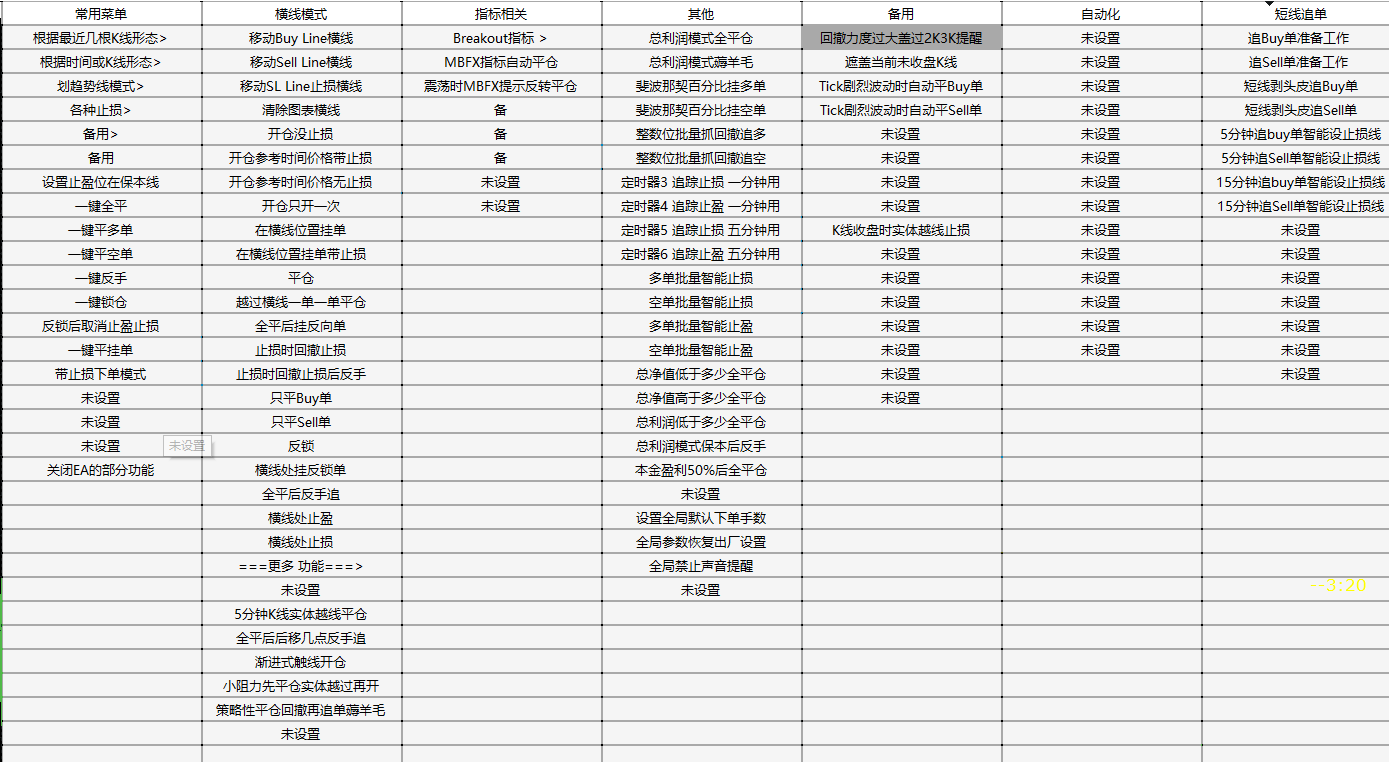 常用菜单 横线模式 指标相关 其他 备用 自动化 短线追单
根据最近几根K线形态> 移动Buy Line横线 Breakout指标 > 总利润模式全平仓 回撤力度过大盖过2K3K提醒 未设置 追Buy单准备工作
根据时间或K线形态> 移动Sell Line横线 MBFX指标自动平仓 总利润模式薅羊毛 遮盖当前未收盘K线 未设置 追Sell单准备工作
划趋势线模式> 移动SL Line止损横线 震荡时MBFX提示反转平仓 斐波那契百分比挂多单 Tick剧烈波动时自动平Buy单 未设置 短线剥头皮追Buy单
各种止损> 清除图表横线 备 斐波那契百分比挂空单 Tick剧烈波动时自动平Sell单 未设置 短线剥头皮追Sell单
备用> 开仓没止损 备 整数位批量抓回撤追多 未设置 未设置 5分钟追buy单智能设止损线
备用 开仓参考时间价格带止损 备 整数位批量抓回撤追空 未设置 未设置 5分钟追Sell单智能设止损线
设置止盈位在保本线 开仓参考时间价格无止损 未设置 定时器3 追踪止损 一分钟用 未设置 未设置 15分钟追buy单智能设止损线
一键全平 开仓只开一次 未设置 定时器4 追踪止盈 一分钟用 未设置 未设置 15分钟追Sell单智能设止损线
一键平多单 在横线位置挂单 定时器5 追踪止损 五分钟用 K线收盘时实体越线止损 未设置 未设置
一键平空单 在横线位置挂单带止损 定时器6 追踪止盈 五分钟用 未设置 未设置 未设置
一键反手 平仓 多单批量智能止损 未设置 未设置 未设置
一键锁仓 越过横线一单一单平仓 空单批量智能止损 未设置 未设置 未设置
反锁后取消止盈止损 全平后挂反向单 多单批量智能止盈 未设置 未设置 未设置
一键平挂单 止损时回撤止损 空单批量智能止盈 未设置 未设置 未设置
带止损下单模式 止损时回撤止损后反手 总净值低于多少全平仓 未设置 未设置
未设置 只平Buy单 总净值高于多少全平仓 未设置
未设置 只平Sell单 总利润低于多少全平仓
未设置 未设置 反锁 总利润模式保本后反手
关闭EA的部分功能 横线处挂反锁单 本金盈利50%后全平仓
全平后反手追 未设置
横线处止盈 设置全局默认下单手数
横线处止损 全局参数恢复出厂设置
===更多 功能===> 全局禁止声音提醒
未设置 未设置
--3:20
5分钟K线实体越线平仓
全平后后移几点反手追
渐进式触线开仓
小阻力先平仓实体越过再开
策略性平仓回撤再追单薅羊毛
未设置